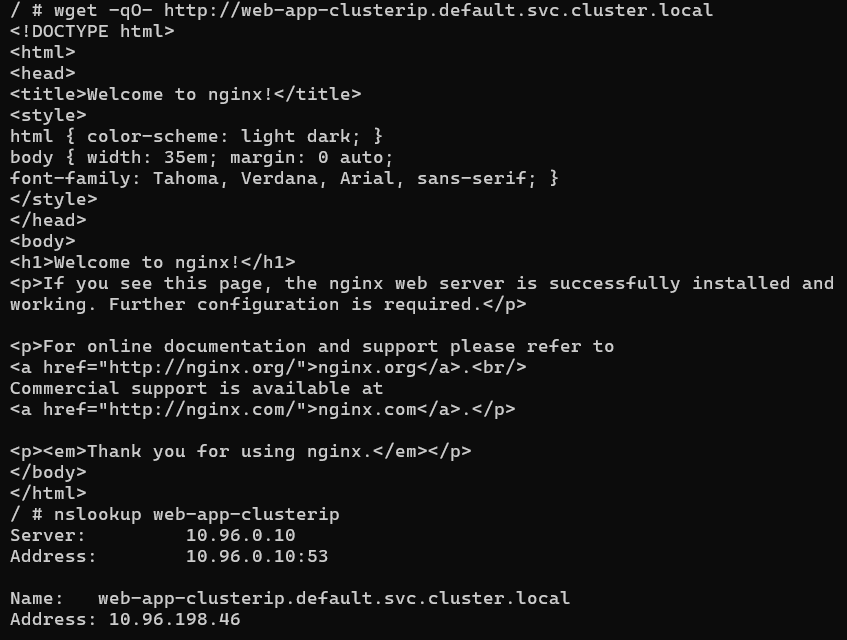 / # wget -qO- http://web-app-clusterip.default.svc.cluster.local
<!DOCTYPE html>
<html>
<head>
<title>Welcome to nginx!</title>
<style>
html { color-scheme: light dark; }
body { width: 35em; margin: 0 auto;
font-family: Tahoma, Verdana, Arial, sans-serif; }
</style>
</head>
<body>
<h1>Welcome to nginx!</h1>
<p>If you see this page, the nginx web server is successfully installed and
working. Further configuration is required.</p>

<p>For online documentation and support please refer to
<a href="http://nginx.org/">nginx.org</a>.<br/>
Commercial support is available at
<a href="http://nginx.com/">nginx.com</a>.</p>

<p><em>Thank you for using nginx.</em></p>
</body>
</html>
/ # nslookup web-app-clusterip
Server:         10.96.0.10
Address:        10.96.0.10:53

Name:   web-app-clusterip.default.svc.cluster.local
Address: 10.96.198.46